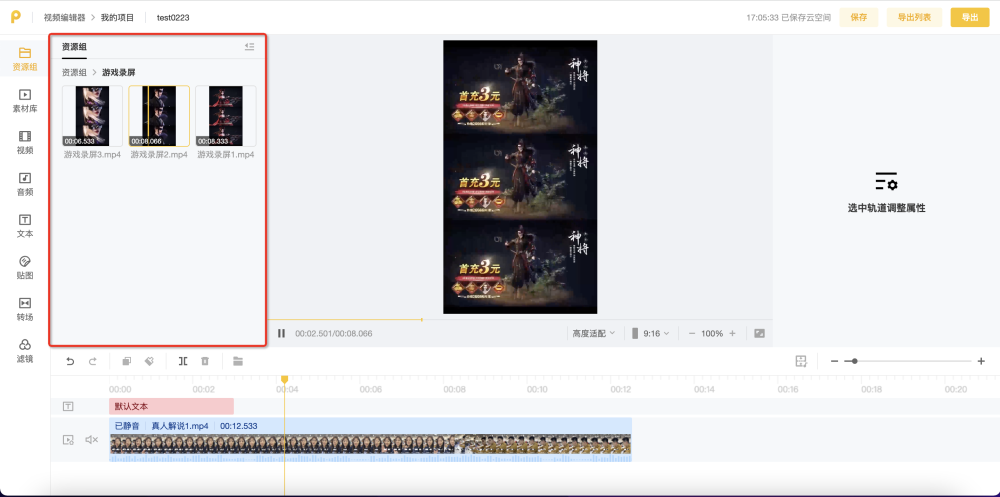 视频编辑器 > 我的项目 test0223
17:05:33 已保存云空间 保存 导出列表 导出
资源组
素材库
视频
音频
文本
贴图
转场
滤镜
资源组
资源组 > 游戏录屏
00:06.533 00:08.066 00:08.333
游戏录屏3.mp4 游戏录屏2.mp4 游戏录屏1.mp4
神将
首充3元
神将
首充3元
神将
首充3元
00:02.501/00:08.066 高度适配 9:16 100%
选中轨道调整属性
00:00 00:02 00:04 00:06 00:08 00:10 00:12 00:14 00:16 00:18 00:20
默认文本
已静音 真人解说1.mp4 00:12.533